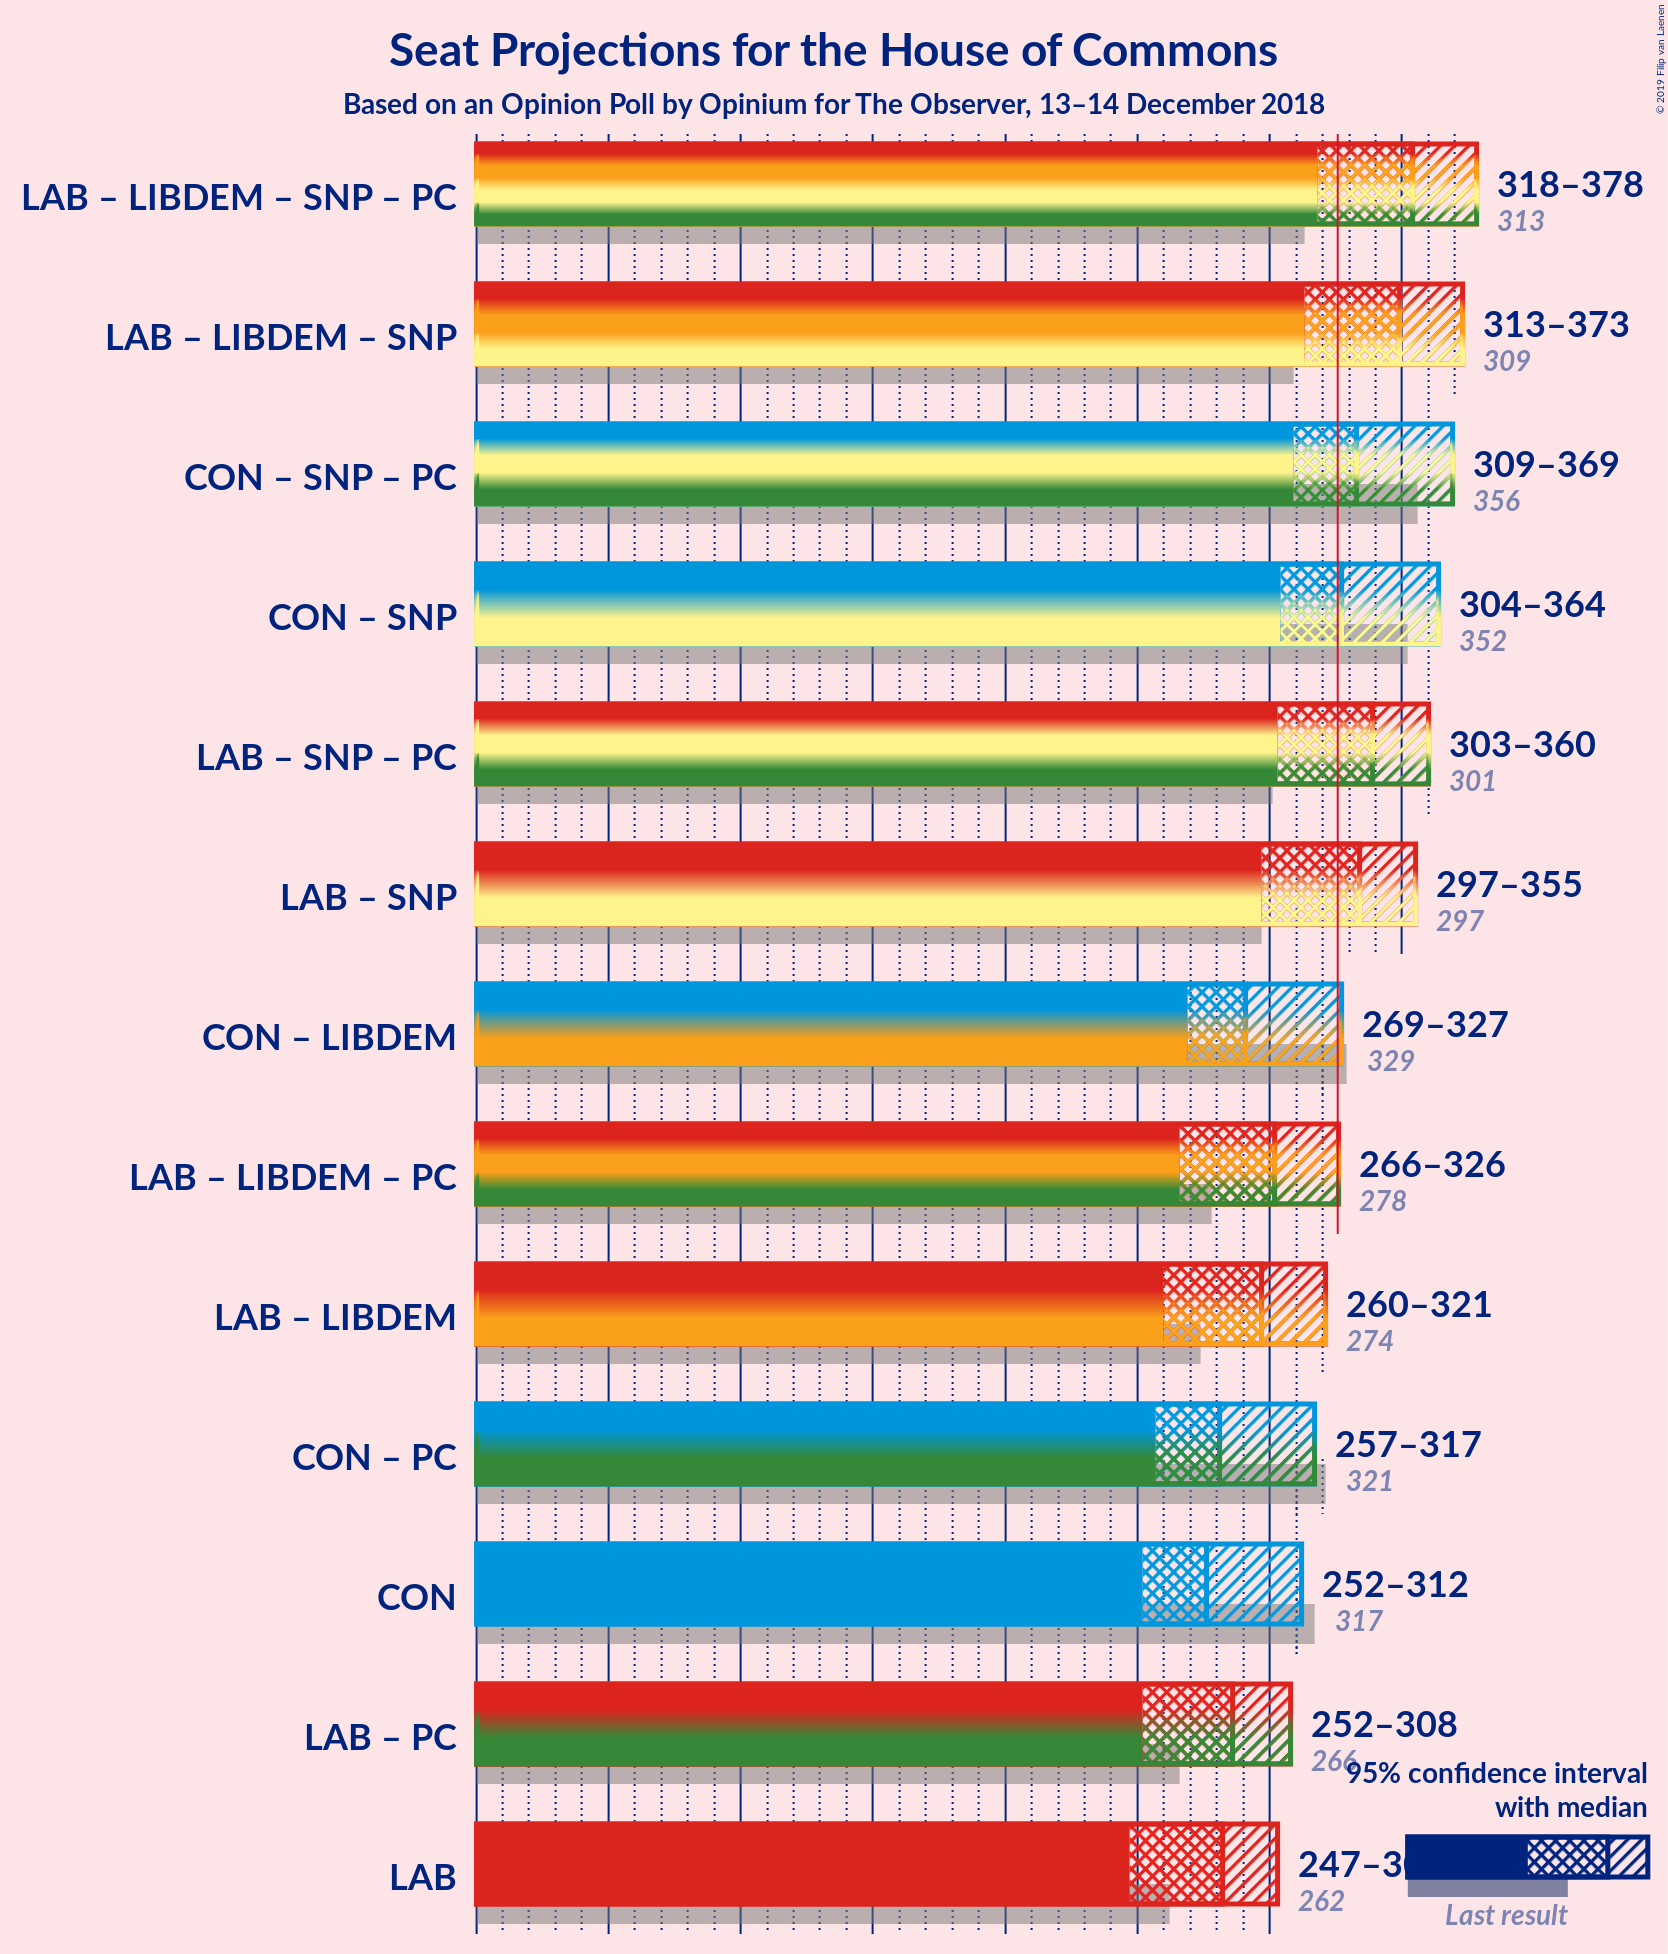 Seat Projections for the House of Commons
Based on an Opinion Poll by Opinium for The Observer, 13–14 December 2018
© 2019 Filip van Laenen
LAB – LIBDEM – SNP – PC
318–378
313
LAB – LIBDEM – SNP
313–373
309
CON – SNP – PC
309–369
356
CON – SNP
304–364
352
LAB – SNP – PC
303–360
301
LAB – SNP
297–355
297
CON – LIBDEM
269–327
329
LAB – LIBDEM – PC
266–326
278
LAB – LIBDEM
260–321
274
CON – PC
257–317
321
CON
252–312
317
LAB – PC
252–308
266
95% confidence interval
with median
LAB
247–3
262
Last result